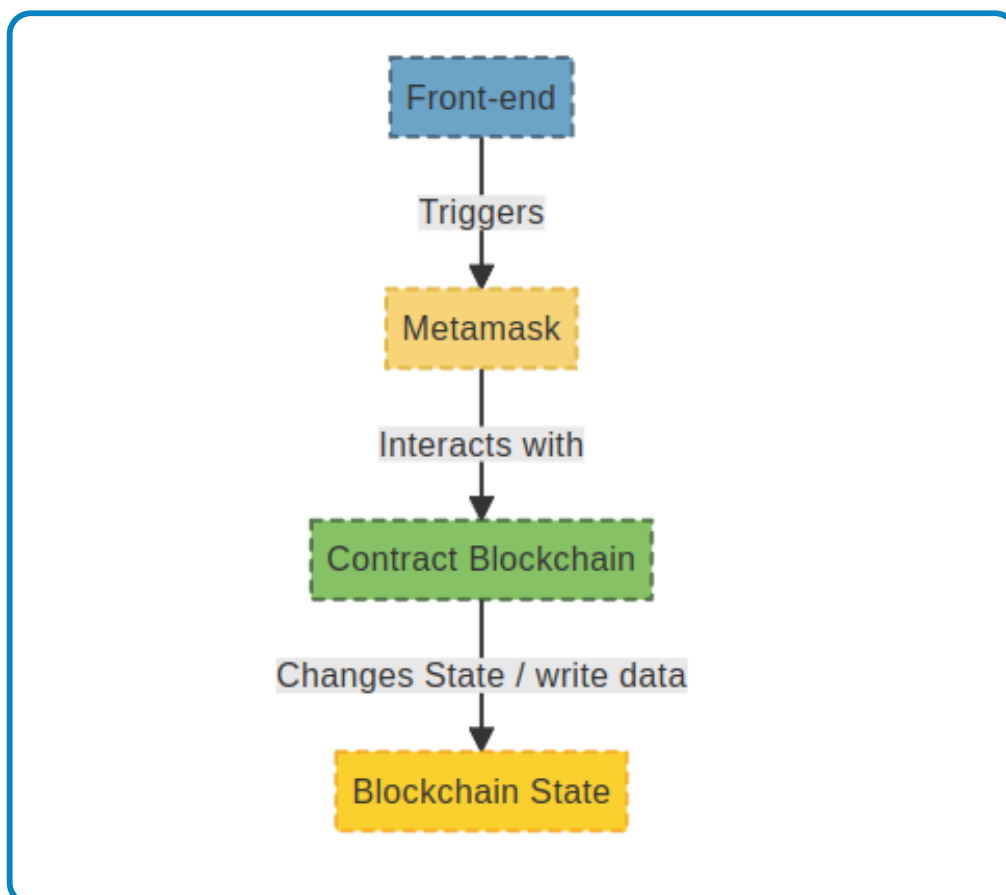 Front-end
Triggers
Metamask
Interacts with
Contract Blockchain
Changes State / write data
Blockchain State